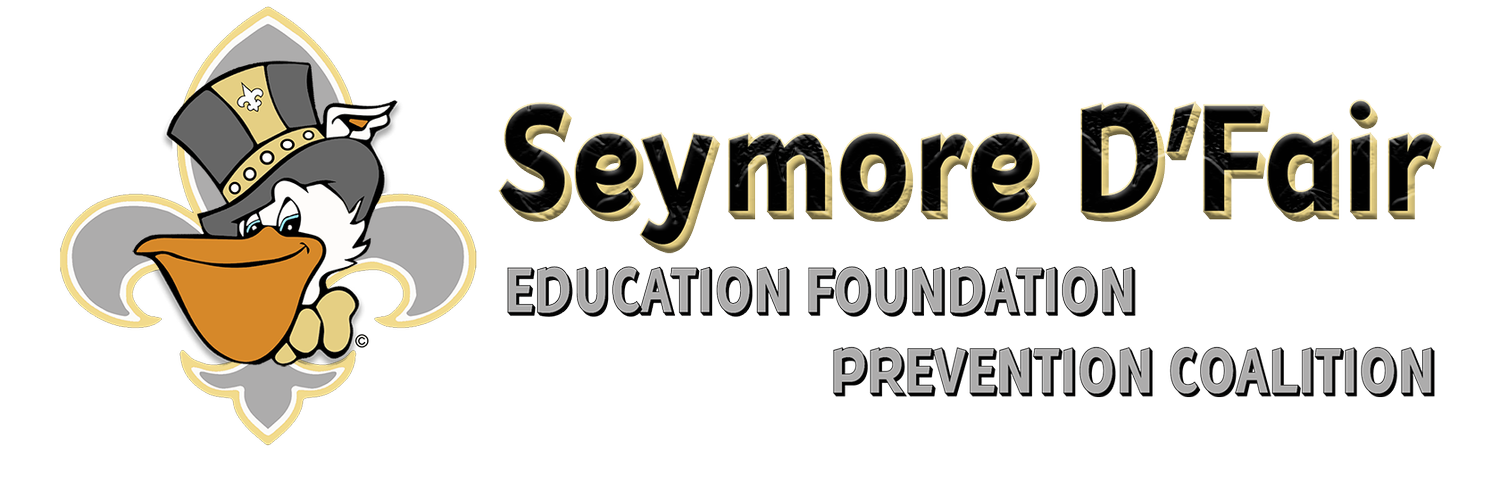 Seymore D'Fair
EDUCATION FOUNDATION
PREVENTION COALITION
©